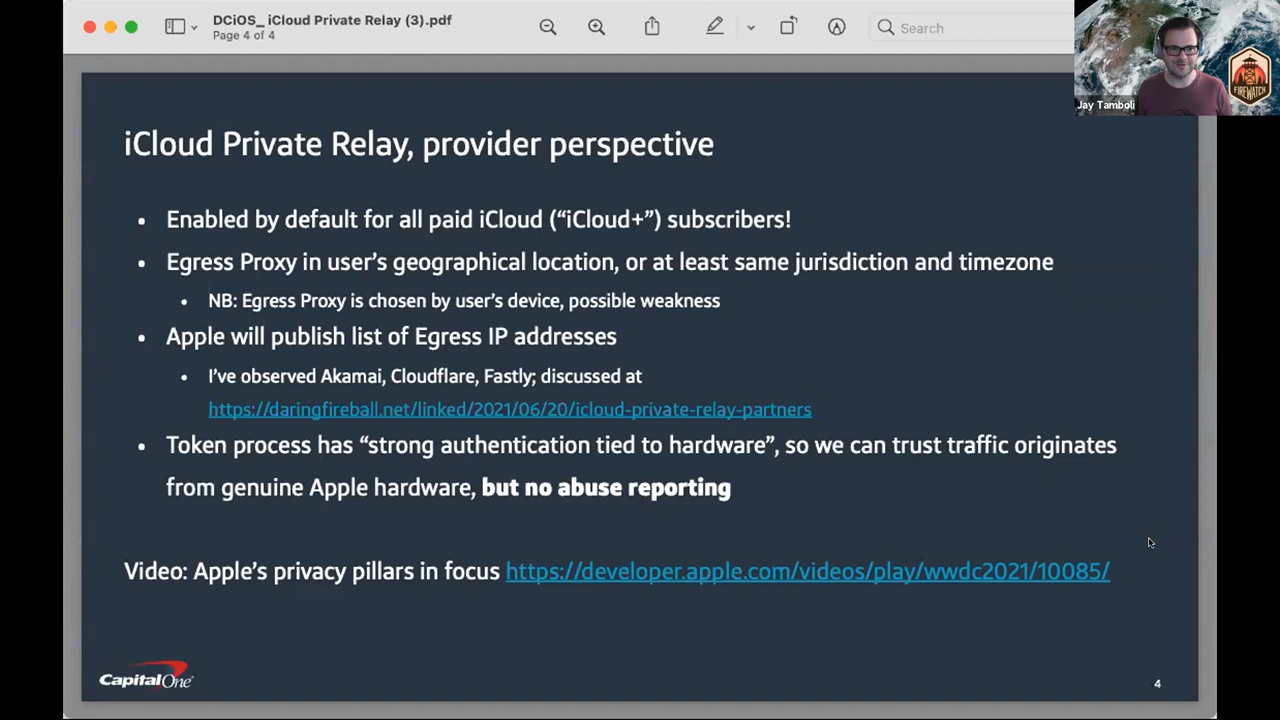 DCiOS_ iCloud Private Relay (3).pdf
Page 4 of 4
Search
Jay Tamboli
FIREWATCH
iCloud Private Relay, provider perspective
• Enabled by default for all paid iCloud (“iCloud+”) subscribers!
• Egress Proxy in user’s geographical location, or at least same jurisdiction and timezone
• NB: Egress Proxy is chosen by user’s device, possible weakness
• Apple will publish list of Egress IP addresses
• I’ve observed Akamai, Cloudflare, Fastly; discussed at
https://daringfireball.net/linked/2021/06/20/icloud-private-relay-partners
• Token process has “strong authentication tied to hardware”, so we can trust traffic originates
from genuine Apple hardware, but no abuse reporting
Video: Apple’s privacy pillars in focus https://developer.apple.com/videos/play/wwdc2021/10085/
Capital One
4